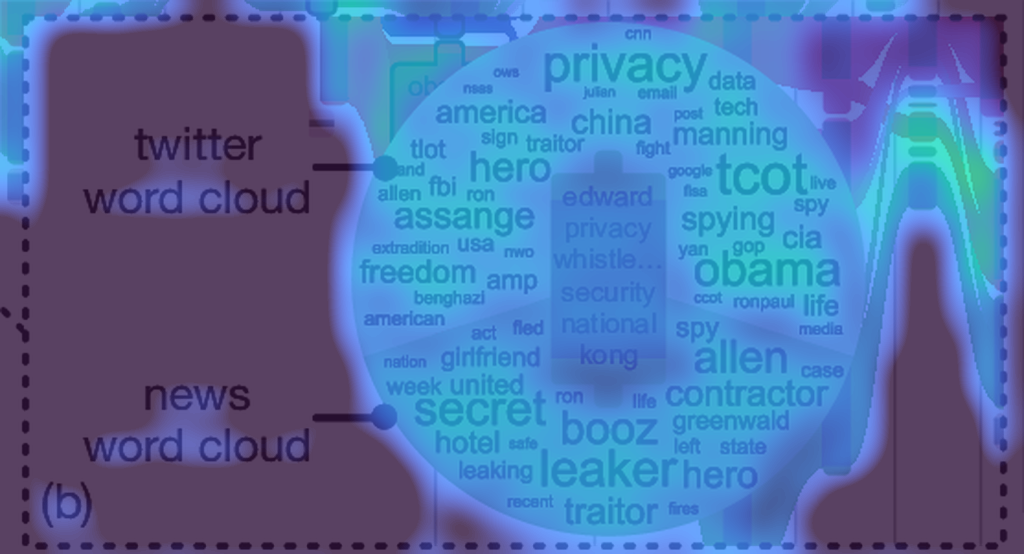 twitter
word cloud
cnn
privacy
ows
data
nsas
julian
email
america
tech
post
china
manning
sign
traitor
tlot
fight
hero
google
tcot
and
live
allen
fbi
ron
edward
assange
spying
spy
privacy
extradition
usa
nwo
yan
gop
cia
whistle...
freedom
amp
obama
benghazi
security
ccot
ronpaul
life
american
act
fled
national
spy
media
nation
girlfriend
kong
allen
case
week
united
news
word cloud
secret
ron
life
contractor
booz
greenwald
hotel
safe
left
state
leaking
leaker
hero
recent
traitor
fires
(b)